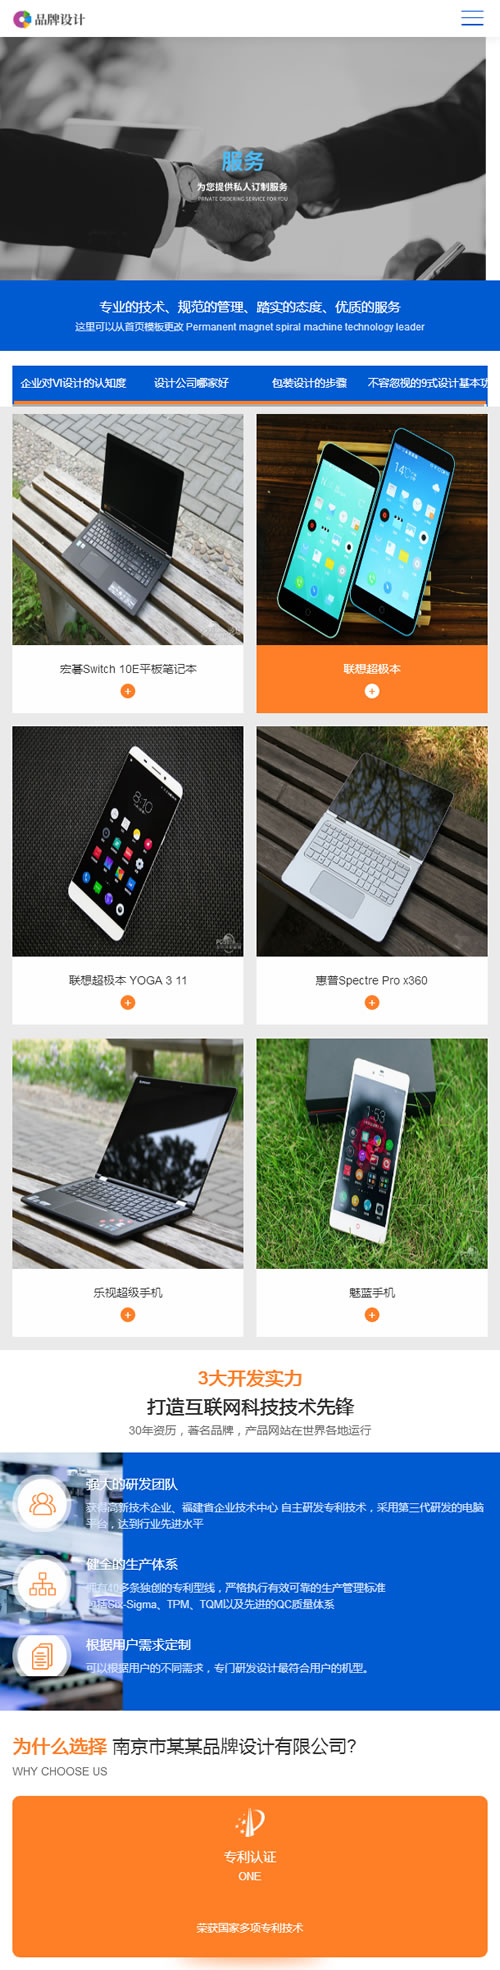 品牌设计
服务
为您提供私人订制服务
PRIVATE ORDERING SERVICE FOR YOU
专业的技术、规范的管理、踏实的态度、优质的服务
这里可以从首页模板更改 Permanent magnet spiral machine technology leader
企业对VI设计的认知度 设计公司哪家好 包装设计的步骤 不容忽视的9式设计基本功
宏碁Switch 10E平板笔记本
联想超极本
联想超极本 YOGA 3 11
惠普Spectre Pro x360
乐视超级手机
魅蓝手机
3大开发实力
打造互联网科技技术先锋
30年资历，著名品牌，产品网站在世界各地运行
强大的研发团队
获得高新技术企业、福建省企业技术中心 自主研发专利技术，采用第三代研发的电脑
平台，达到行业先进水平
健全的生产体系
拥有40多条独创的专利型线，严格执行有效可靠的生产管理标准
Six-Sigma、TPM、TQM以及先进的QC质量体系
根据用户需求定制
可以根据用户的不同需求，专门研发设计最符合用户的机型。
为什么选择 南京市某某品牌设计有限公司?
WHY CHOOSE US
专利认证
ONE
荣获国家多项专利技术